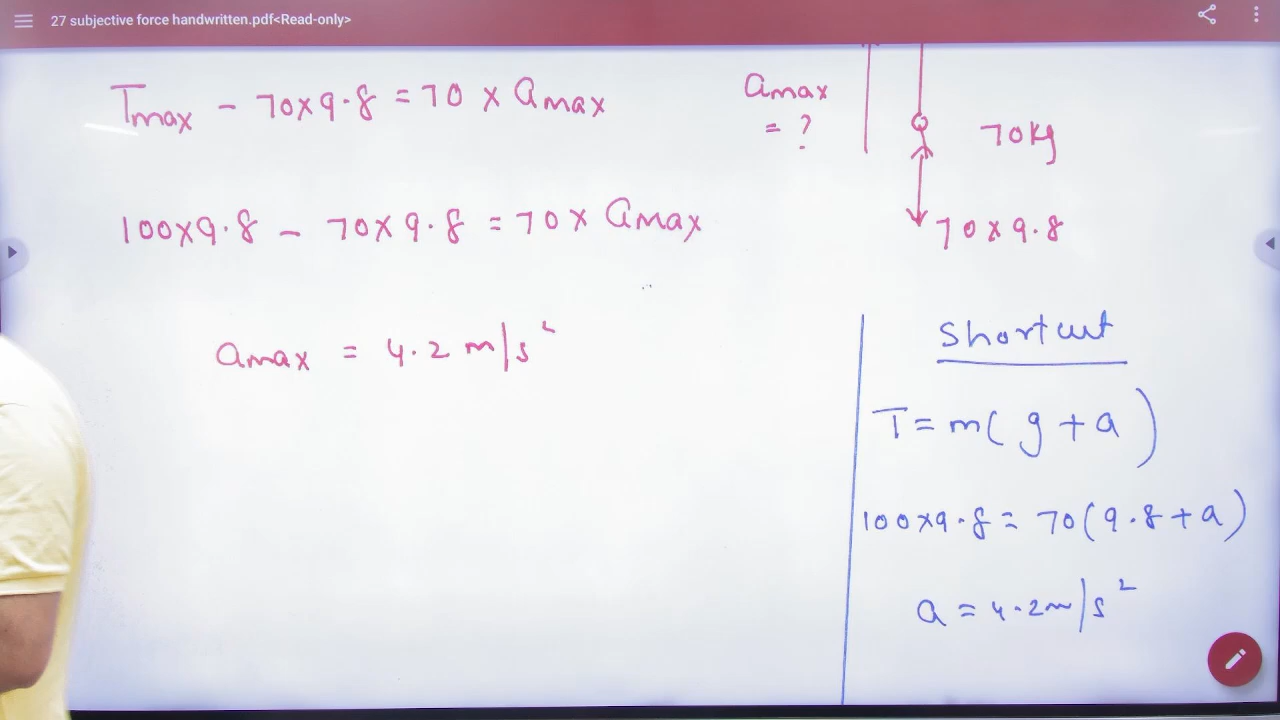 27 subjective force handwritten.pdf<Read-only>
Tmax - 70×9.8 = 70 × amax
100×9.8 - 70×9.8 = 70 × amax
amax = 4.2 m/s²
amax
= ?
70kg
70×9.8
Shortcut
T = m(g + a)
100×9.8 = 70(9.8 + a)
a = 4.2m/s²